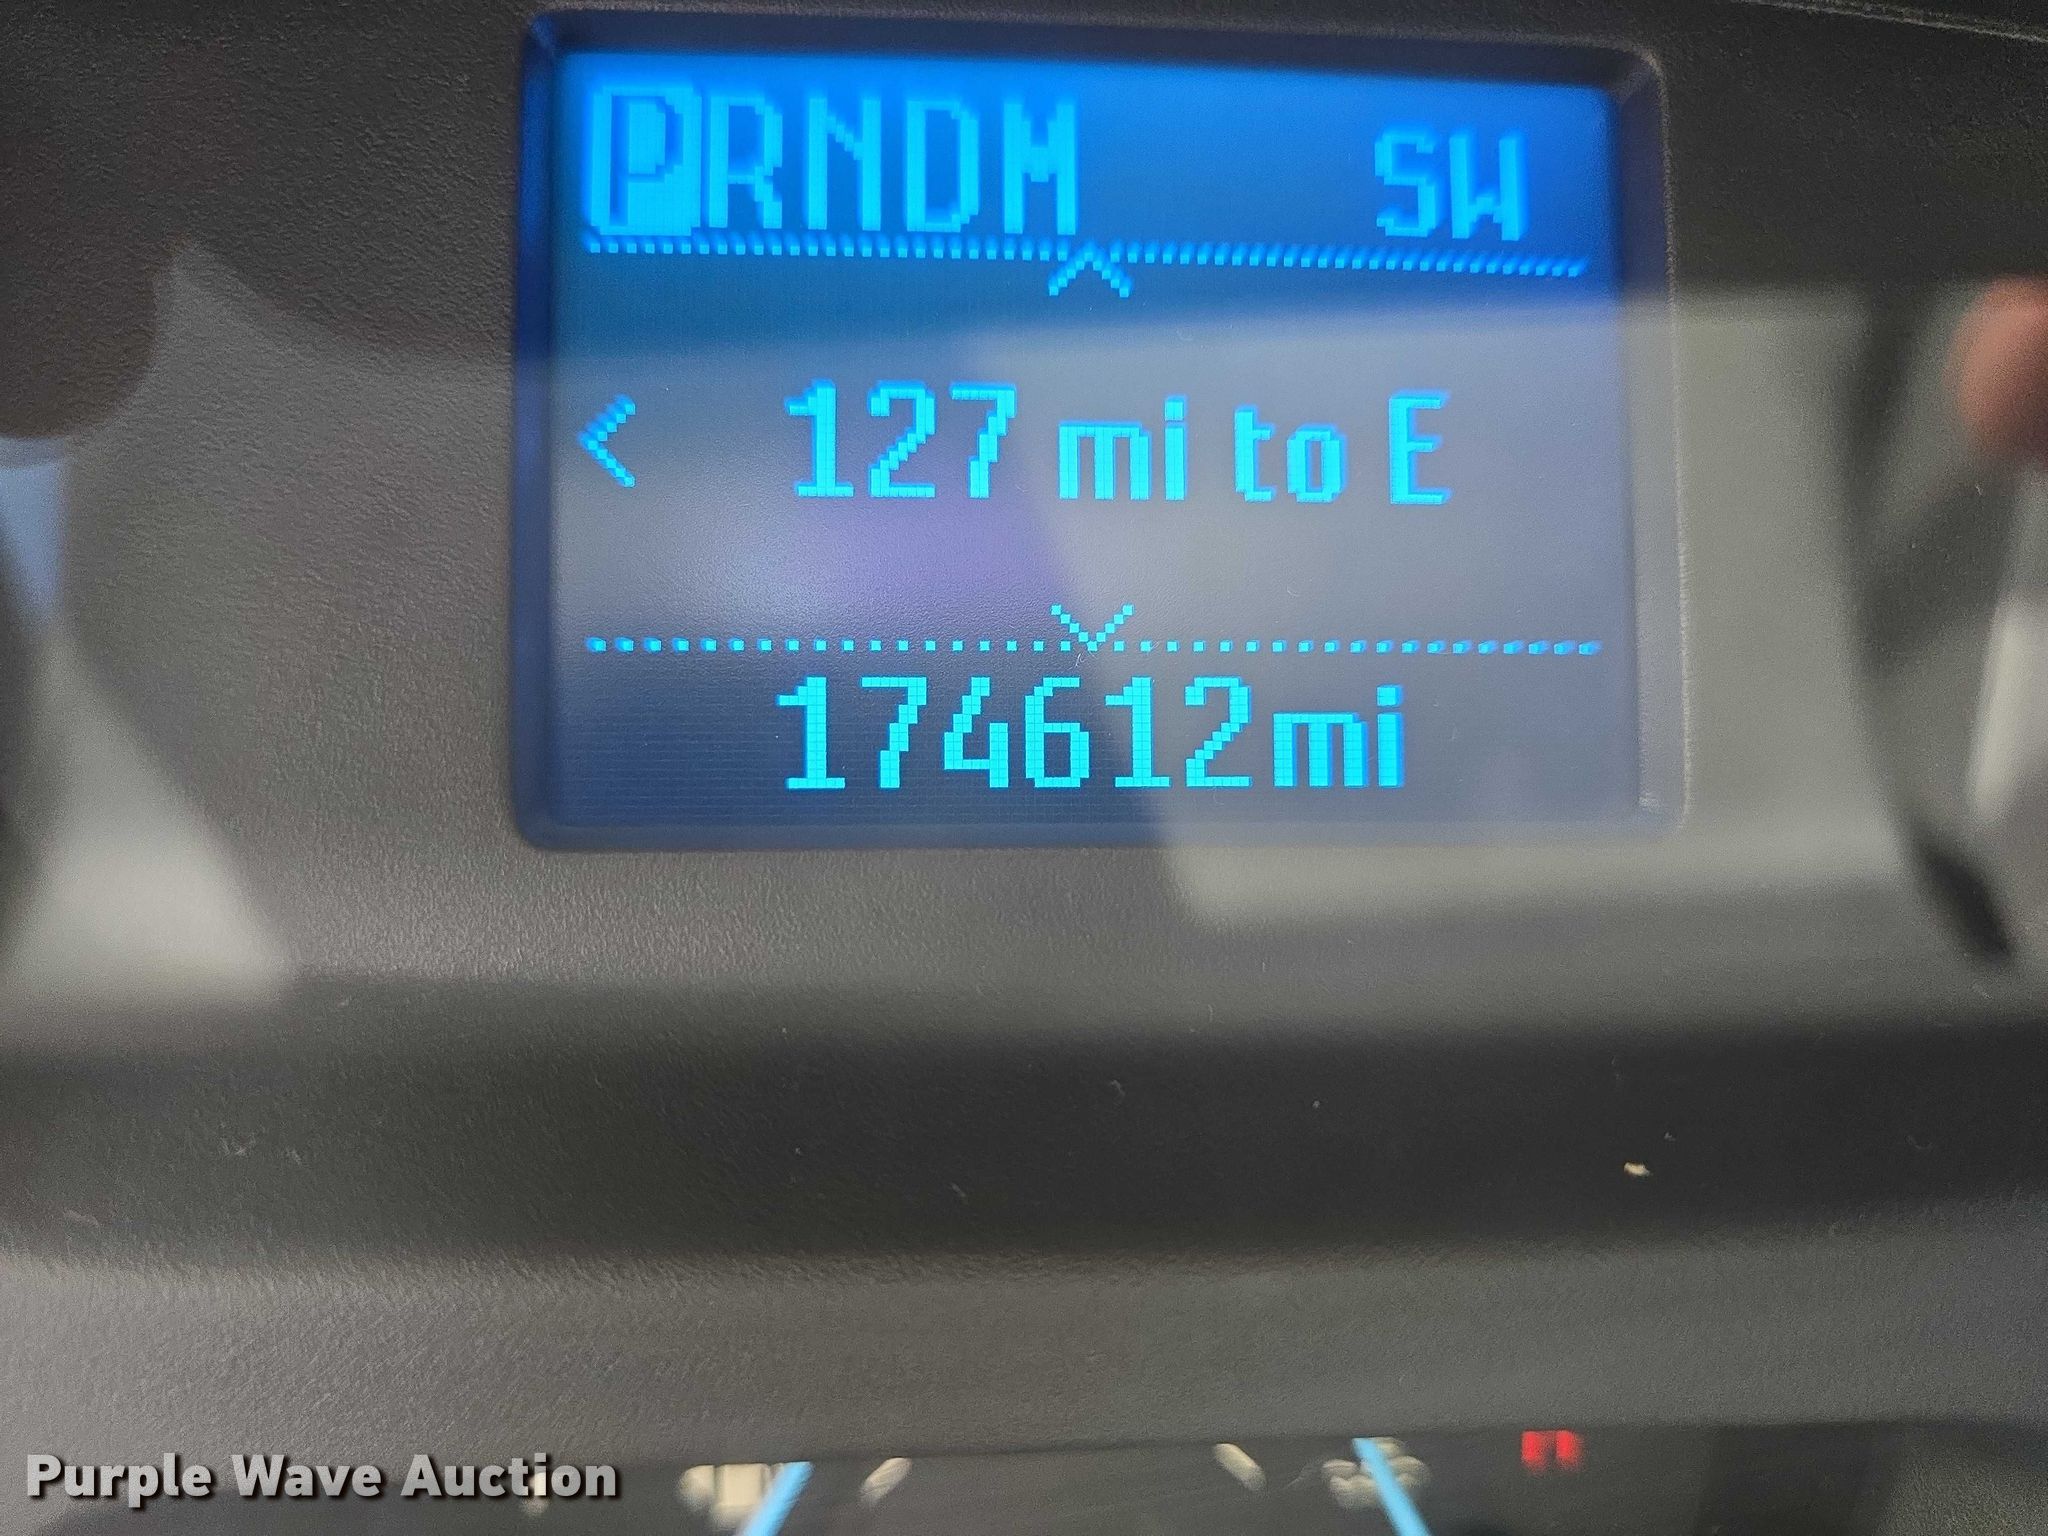 PRNDM SW
127 mi to E
174612mi
Purple Wave Auction